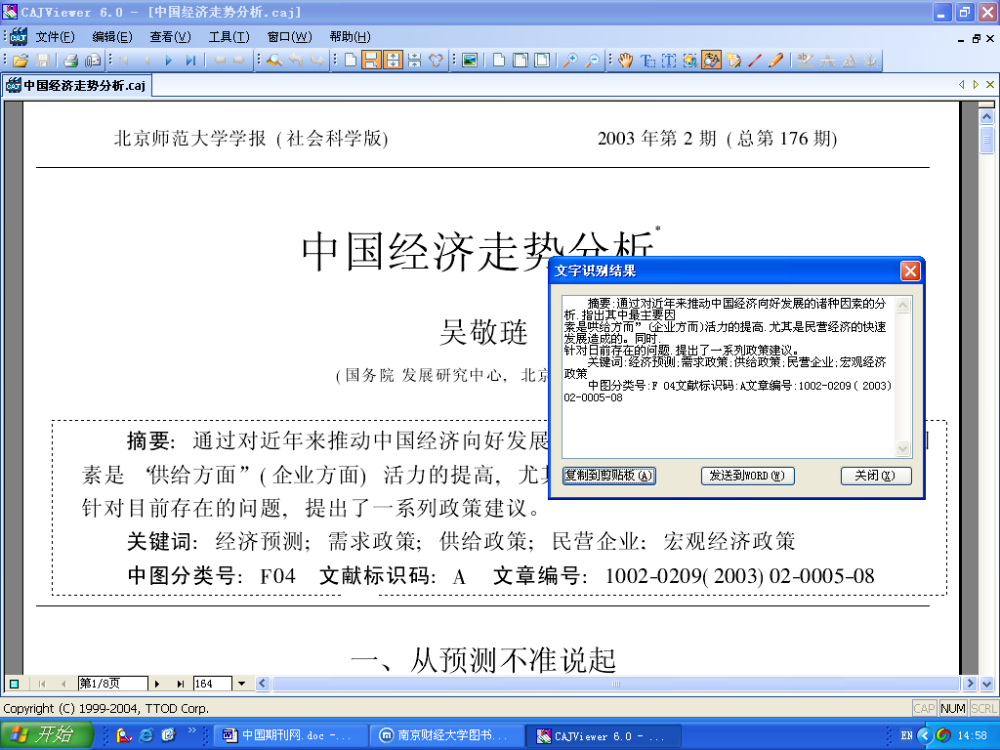 CAJViewer 6.0 - [中国经济走势分析.caj]
文件(F) 编辑(E) 查看(V) 工具(T) 窗口(W) 帮助(H)
中国经济走势分析.caj
北京师范大学学报 (社会科学版) 2003 年第 2 期 (总第 176 期)
中国经济走势分析*
吴敬琏
(国务院 发展研究中心, 北京
摘要: 通过对近年来推动中国经济向好发展
素是 “供给方面”(企业方面) 活力的提高, 尤
针对目前存在的问题, 提出了一系列政策建议。
关键词: 经济预测; 需求政策; 供给政策; 民营企业; 宏观经济政策
中图分类号: F04 文献标识码: A 文章编号: 1002-0209(2003)02-0005-08
一、从预测不准说起
文字识别结果
摘要:通过对近年来推动中国经济向好发展的诸种因素的分
析.指出其中最主要因
素是哄给方而”(企业方而)活力的提高.尤其是民营经济的快速
发展造成的。同时.
针对日前存在的问题.提出了一系列政策建议。
关键词:经济预测;需求政策;供给政策;民营企业;宏观经济
政策
中图分类号:F 04文献标识码:A文章编号:1002-0209(2003)
02-0005-08
复制到剪贴板(A) 发送到WORD(W) 关闭(X)
第1/8页 164
Copyright (C) 1999-2004, TTOD Corp. CAP NUM SCRL
开始 中国期刊网.doc -... 南京财经大学图书... CAJViewer 6.0 - ... EN 14:58